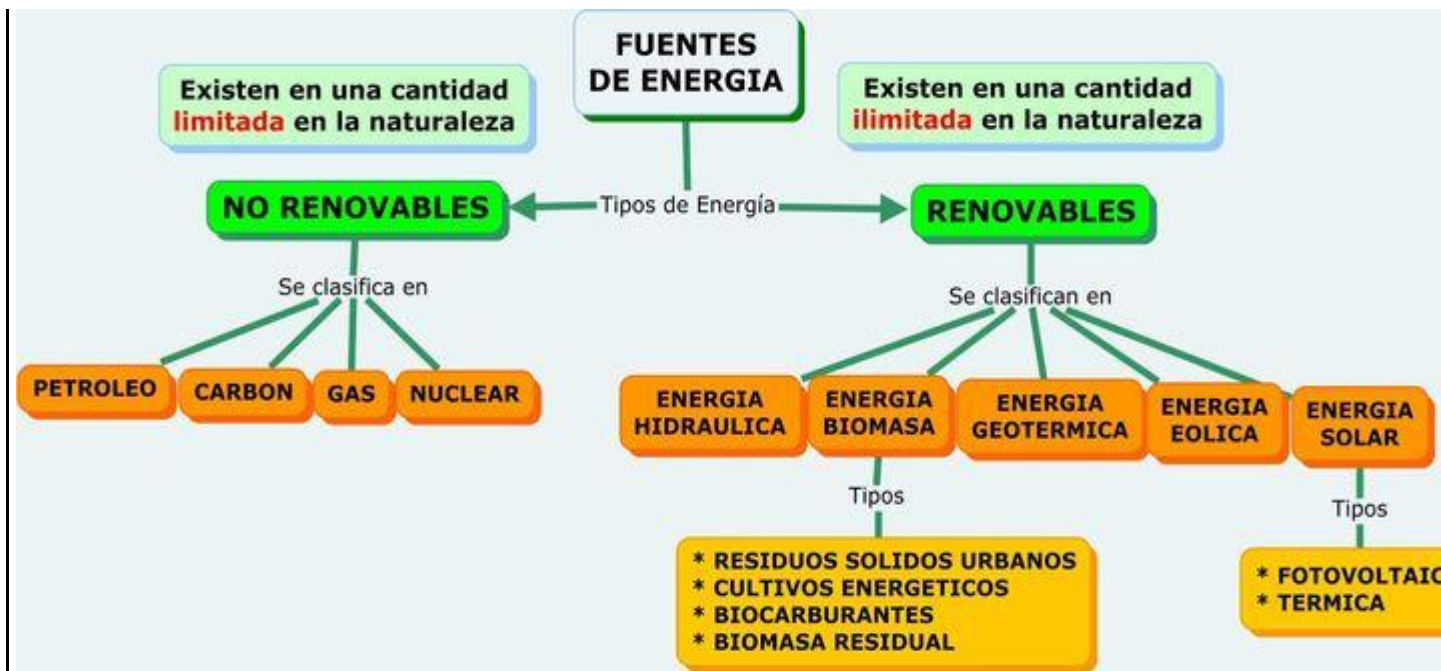 FUENTES
DE ENERGIA
Existen en una cantidad
limitada en la naturaleza
Existen en una cantidad
ilimitada en la naturaleza
NO RENOVABLES
Tipos de Energía
RENOVABLES
Se clasifica en
Se clasifican en
PETROLEO
CARBON
GAS
NUCLEAR
ENERGIA
HIDRAULICA
ENERGIA
BIOMASA
ENERGIA
GEOTERMICA
ENERGIA
EOLICA
ENERGIA
SOLAR
Tipos
Tipos
* RESIDUOS SOLIDOS URBANOS
* CULTIVOS ENERGETICOS
* BIOCARBURANTES
* BIOMASA RESIDUAL
* FOTOVOLTAIC
* TERMICA